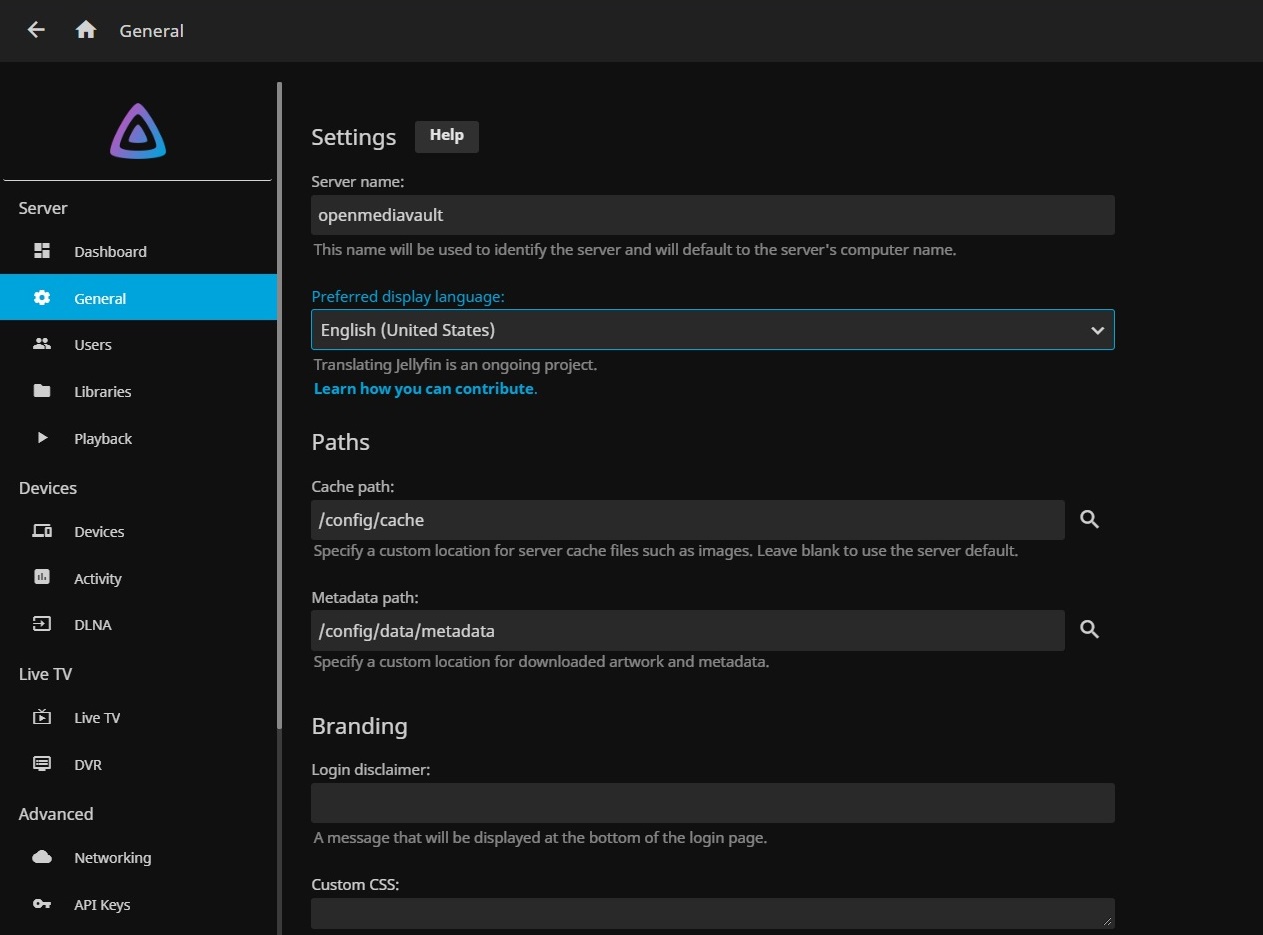 General
Server
Dashboard
General
Users
Libraries
Playback
Devices
Devices
Activity
DLNA
Live TV
Live TV
DVR
Advanced
Networking
API Keys
Settings
Help
Server name:
openmediavault
This name will be used to identify the server and will default to the server's computer name.
Preferred display language:
English (United States)
Translating Jellyfin is an ongoing project.
Learn how you can contribute.
Paths
Cache path:
/config/cache
Specify a custom location for server cache files such as images. Leave blank to use the server default.
Metadata path:
/config/data/metadata
Specify a custom location for downloaded artwork and metadata.
Branding
Login disclaimer:
A message that will be displayed at the bottom of the login page.
Custom CSS: